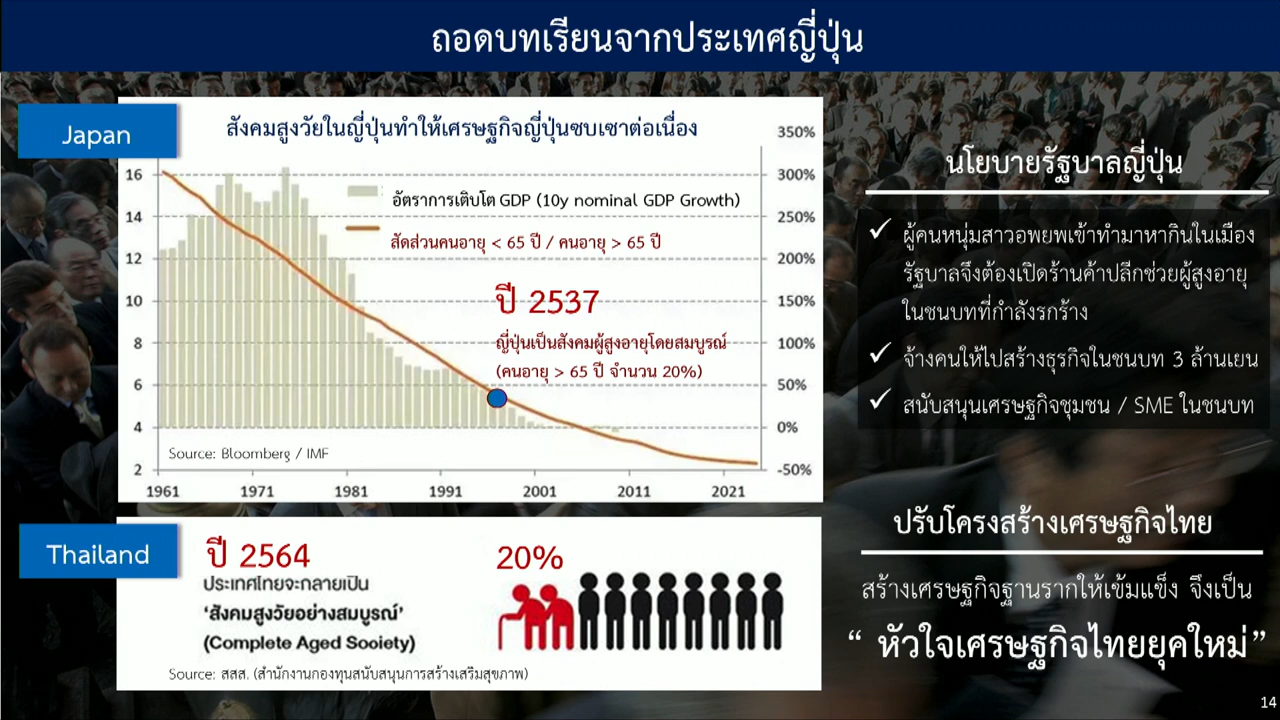 ถอดบทเรียนจากประเทศญี่ปุ่น
Japan
สังคมสูงวัยในญี่ปุ่นทำให้เศรษฐกิจญี่ปุ่นซบเซาต่อเนื่อง
16
14
12
10
8
6
4
2
350%
300%
250%
200%
150%
100%
50%
0%
-50%
อัตราการเติบโต GDP (10y nominal GDP Growth)
สัดส่วนคนอายุ < 65 ปี / คนอายุ > 65 ปี
ปี 2537
ญี่ปุ่นเป็นสังคมผู้สูงอายุโดยสมบูรณ์
(คนอายุ > 65 ปี จำนวน 20%)
Source: Bloomberg / IMF
1961 1971 1981 1991 2001 2011 2021
นโยบายรัฐบาลญี่ปุ่น
✓ ผู้คนหนุ่มสาวอพยพเข้าทำมาหากินในเมือง
รัฐบาลจึงต้องเปิดร้านค้าปลีกช่วยผู้สูงอายุ
ในชนบทที่กำลังรกร้าง
✓ จ้างคนให้ไปสร้างธุรกิจในชนบท 3 ล้านเยน
✓ สนับสนุนเศรษฐกิจชุมชน / SME ในชนบท
Thailand
ปี 2564
ประเทศไทยจะกลายเป็น
‘สังคมสูงวัยอย่างสมบูรณ์’
(Complete Aged Sooiety)
20%
Source: สสส. (สำนักงานกองทุนสนับสนุนการสร้างเสริมสุขภาพ)
ปรับโครงสร้างเศรษฐกิจไทย
สร้างเศรษฐกิจฐานรากให้เข้มแข็ง จึงเป็น
“ หัวใจเศรษฐกิจไทยยุคใหม่”
14